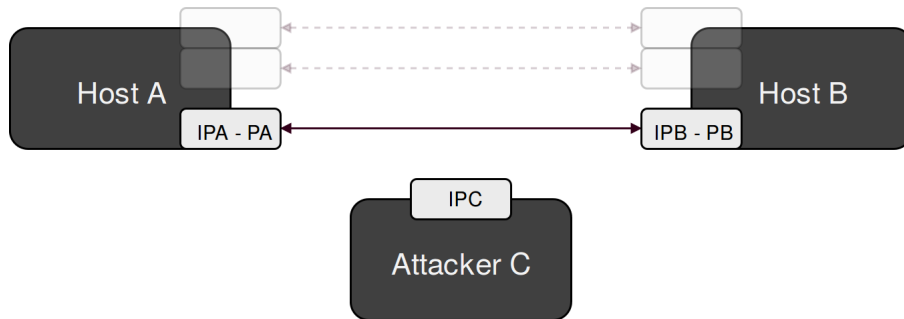 Host A
Host B
IPA - PA
IPB - PB
IPC
Attacker C